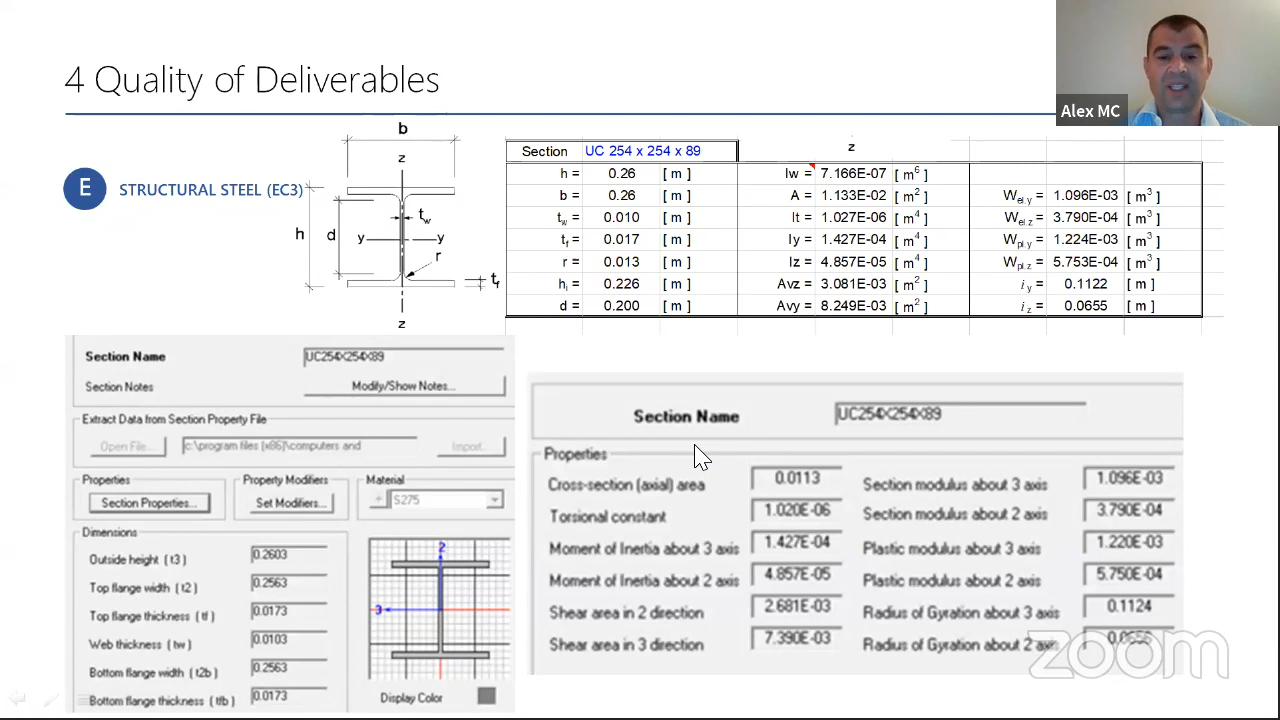 4 Quality of Deliverables
Alex MC
E STRUCTURAL STEEL (EC3)
b
z
tw
h d y y
r
tf
z
Section UC 254 x 254 x 89
z
h = 0.26 [ m ] Iw = 7.166E-07 [ m6 ]
b = 0.26 [ m ] A = 1.133E-02 [ m2 ] Wel.y = 1.096E-03 [ m3 ]
tw = 0.010 [ m ] It = 1.027E-06 [ m4 ] Wel.z = 3.790E-04 [ m3 ]
tf = 0.017 [ m ] Iy = 1.427E-04 [ m4 ] Wpl.y = 1.224E-03 [ m3 ]
r = 0.013 [ m ] Iz = 4.857E-05 [ m4 ] Wpl.z = 5.753E-04 [ m3 ]
hi = 0.226 [ m ] Avz = 3.081E-03 [ m2 ] i y = 0.1122 [ m ]
d = 0.200 [ m ] Avy = 8.249E-03 [ m2 ] i z = 0.0655 [ m ]
Section Name UC254X254X89
Section Notes Modify/Show Notes...
Extract Data from Section Property File
Open File... c:\program files (x86)\computers and Import...
Properties Property Modifiers Material
Section Properties... Set Modifiers... + S275
Dimensions
Outside height ( t3 ) 0.2603
Top flange width ( t2 ) 0.2563
Top flange thickness ( tf ) 0.0173
Web thickness ( tw ) 0.0103
Bottom flange width ( t2b ) 0.2563
Bottom flange thickness ( tfb ) 0.0173
2
3
Display Color
Section Name UC254X254X89
Properties
Cross-section (axial) area 0.0113 Section modulus about 3 axis 1.096E-03
Torsional constant 1.020E-06 Section modulus about 2 axis 3.790E-04
Moment of Inertia about 3 axis 1.427E-04 Plastic modulus about 3 axis 1.220E-03
Moment of Inertia about 2 axis 4.857E-05 Plastic modulus about 2 axis 5.750E-04
Shear area in 2 direction 2.681E-03 Radius of Gyration about 3 axis 0.1124
Shear area in 3 direction 7.390E-03 Radius of Gyration about 2 axis
zoom